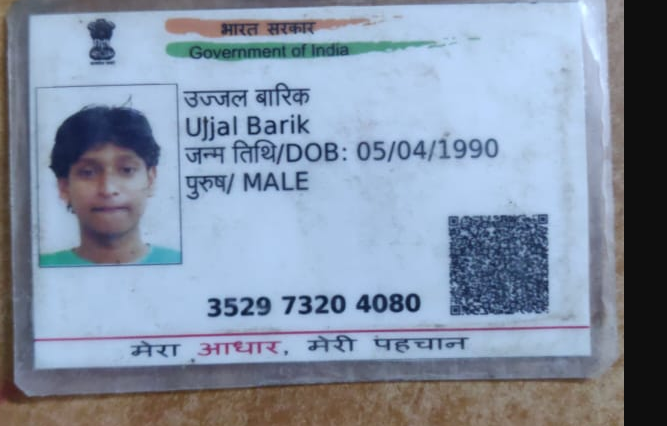 भारत सरकार
Government of India
उज्जल बारिक
Ujjal Barik
जन्म तिथि/DOB: 05/04/1990
पुरुष/ MALE
3529 7320 4080
मेरा आधार, मेरी पहचान